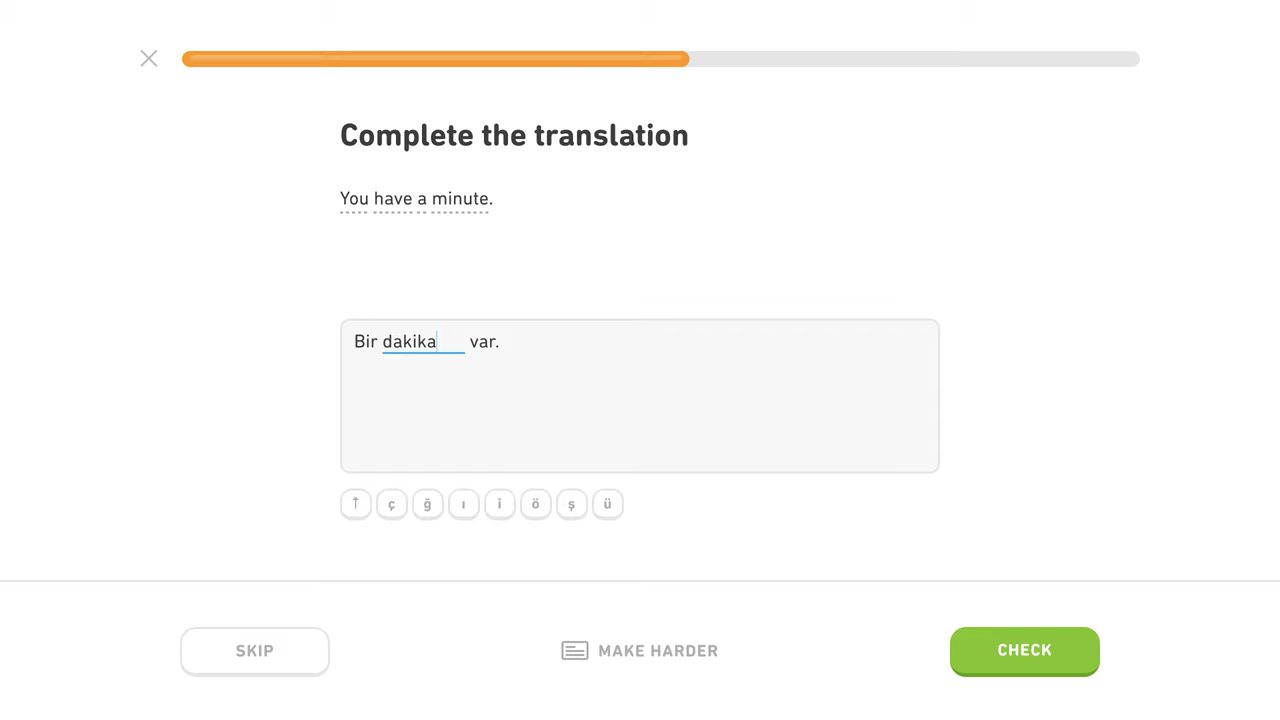 Complete the translation
You have a minute.
Bir dakika var.
↑ ç ğ ı i ö ş ü
SKIP
MAKE HARDER
CHECK